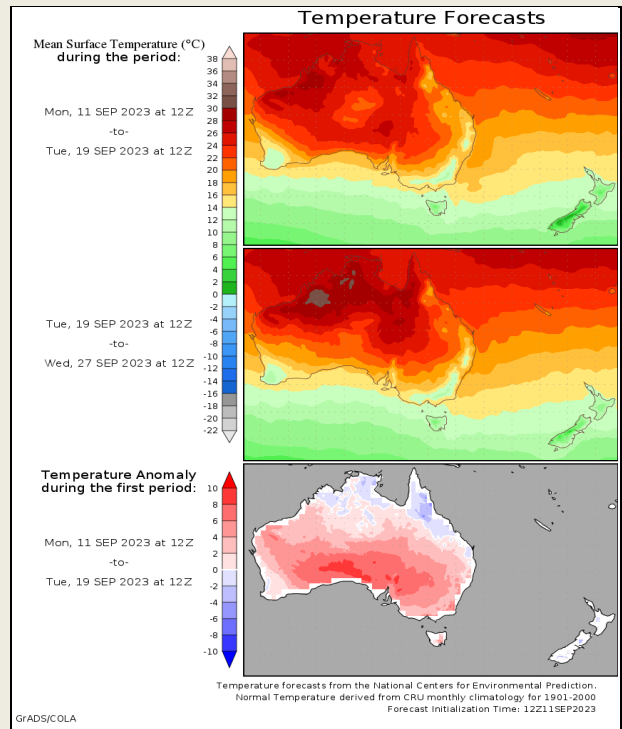 Temperature Forecasts
Mean Surface Temperature (°C)
during the period:
38
36
34
32
30
28
26
24
22
20
18
16
14
12
10
8
6
4
2
0
-2
-4
-6
-8
-10
-12
-14
-16
-18
-20
-22
Mon, 11 SEP 2023 at 12Z
-to-
Tue, 19 SEP 2023 at 12Z
Tue, 19 SEP 2023 at 12Z
-to-
Wed, 27 SEP 2023 at 12Z
Temperature Anomaly
during the first period:
10
8
6
4
2
0
-2
-4
-6
-8
-10
Mon, 11 SEP 2023 at 12Z
-to-
Tue, 19 SEP 2023 at 12Z
Temperature forecasts from the National Centers for Environmental Prediction.
Normal Temperature derived from CRU monthly climatology for 1901-2000
Forecast Initialization Time: 12Z11SEP2023
GrADS/COLA